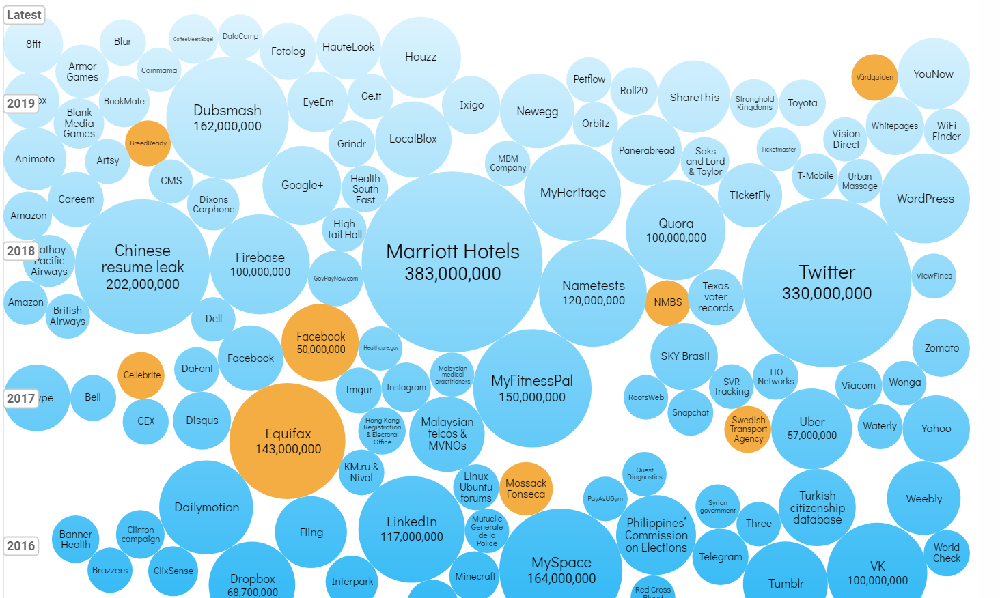 Latest
8fit
Blur
CoffeeMeetsBagel
DataCamp
Fotolog
HauteLook
Houzz
Armor
Games
Coinmama
Petflow
Roll20
ShareThis
Stronghold
Kingdoms
Toyota
Vårdguiden
YouNow
2019
ox
BookMate
Blank
Media
Games
Dubsmash
162,000,000
EyeEm
Ge.tt
Ixigo
Newegg
Orbitz
Whitepages
WiFi
Finder
Vision
Direct
BreedReady
Grindr
LocalBlox
Panerabread
Saks
and Lord
& Taylor
Ticketmaster
Animoto
Artsy
MBM
Company
CMS
Google+
Health
South
East
MyHeritage
TicketFly
T-Mobile
Urban
Massage
WordPress
Careem
Dixons
Carphone
Amazon
High
Tail Hall
Quora
100,000,000
2018
athay
Pacific
Airways
Chinese
resume leak
202,000,000
Firebase
100,000,000
GovPayNow.com
Marriott Hotels
383,000,000
Nametests
120,000,000
NMBS
Texas
voter
records
Twitter
330,000,000
ViewFines
Amazon
British
Airways
Dell
Facebook
50,000,000
Facebook
Healthcare.gov
SKY Brasil
Zomato
Cellebrite
DaFont
Malaysian
medical
practitioners
MyFitnessPal
150,000,000
TIO
Networks
SVR
Tracking
Viacom
Wonga
2017
ype
Bell
Imgur
Instagram
RootsWeb
Snapchat
CEX
Disqus
Equifax
143,000,000
Hong Kong
Registration
& Electoral
Office
Malaysian
telcos &
MVNOs
Swedish
Transport
Agency
Uber
57,000,000
Waterly
Yahoo
KM.ru &
Nival
Linux
Ubuntu
forums
Mossack
Fonseca
Quest
Diagnostics
PayAsUGym
Dailymotion
Syrian
government
Turkish
citizenship
database
Weebly
Banner
Health
Clinton
campaign
Fling
LinkedIn
117,000,000
Mutuelle
Generale
de la
Police
Philippines’
Commission
on Elections
Three
2016
Brazzers
ClixSense
Dropbox
68,700,000
Interpark
Minecraft
MySpace
164,000,000
Telegram
Tumblr
VK
100,000,000
World
Check
Red Cross
Blood